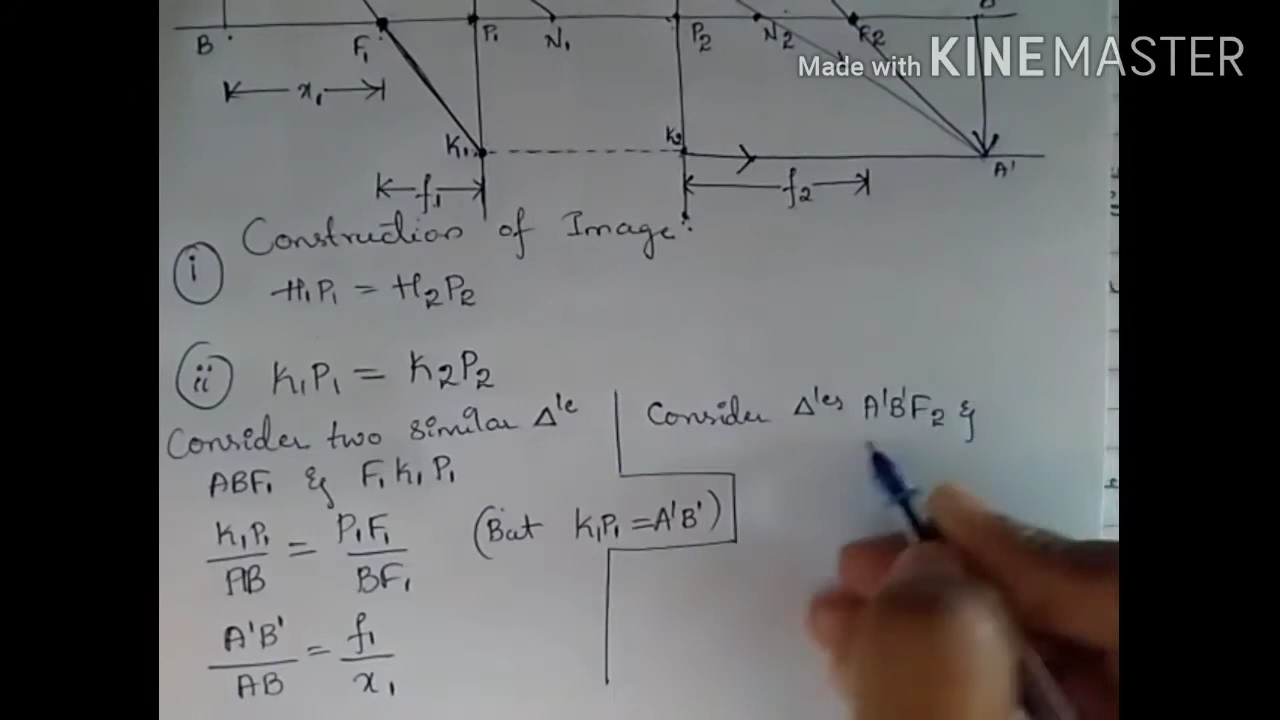 B F₁ P₁ N₁ P₂ N₂ F₂
Made with KINEMASTER
x₁
K₁ K₂ A'
f₁ f₂
i Construction of Image:
H₁P₁ = H₂P₂
ii K₁P₁ = K₂P₂
Consider two similar Δ'le
ABF₁ & F₁K₁P₁
K₁P₁/AB = P₁F₁/BF₁ (But K₁P₁ = A'B')
A'B'/AB = f₁/x₁
Consider Δ'les A'B'F₂ &